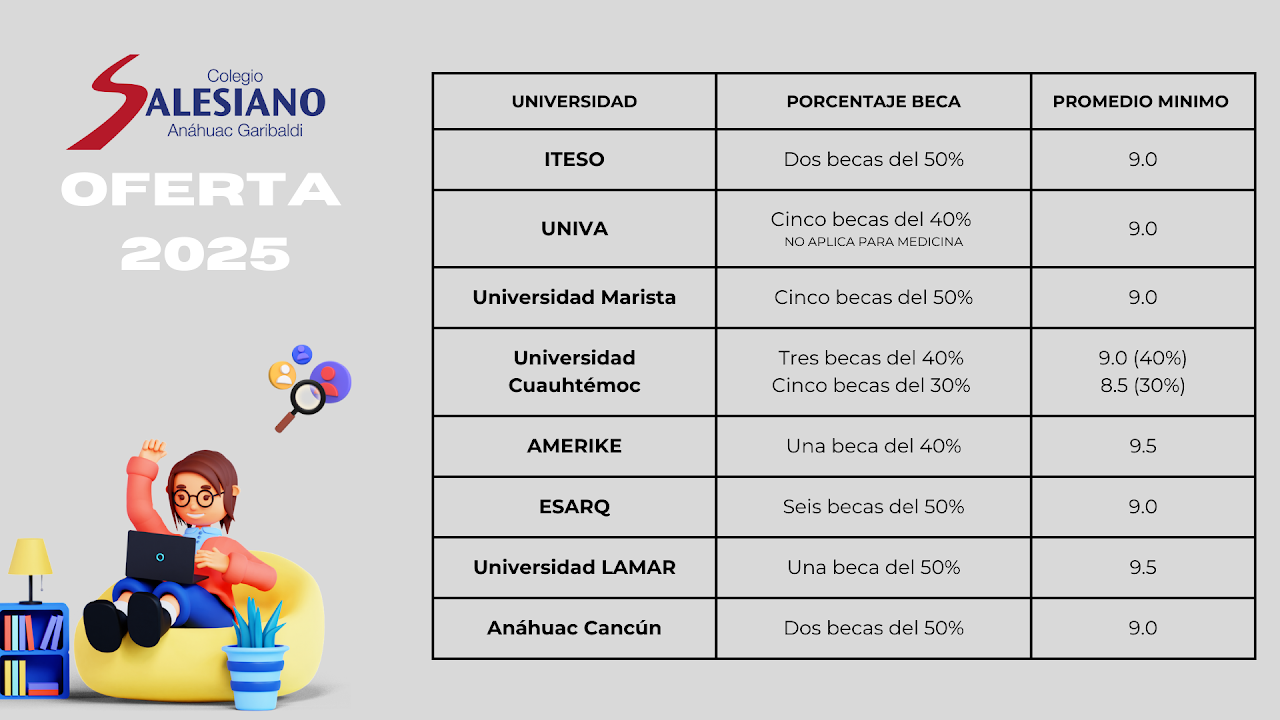 Colegio
SALESIANO
Anáhuac Garibaldi
OFERTA
2025
UNIVERSIDAD PORCENTAJE BECA PROMEDIO MINIMO
ITESO Dos becas del 50% 9.0
UNIVA Cinco becas del 40% 9.0
NO APLICA PARA MEDICINA
Universidad Marista Cinco becas del 50% 9.0
Universidad Tres becas del 40% 9.0 (40%)
Cuauhtémoc Cinco becas del 30% 8.5 (30%)
AMERIKE Una beca del 40% 9.5
ESARQ Seis becas del 50% 9.0
Universidad LAMAR Una beca del 50% 9.5
Anáhuac Cancún Dos becas del 50% 9.0